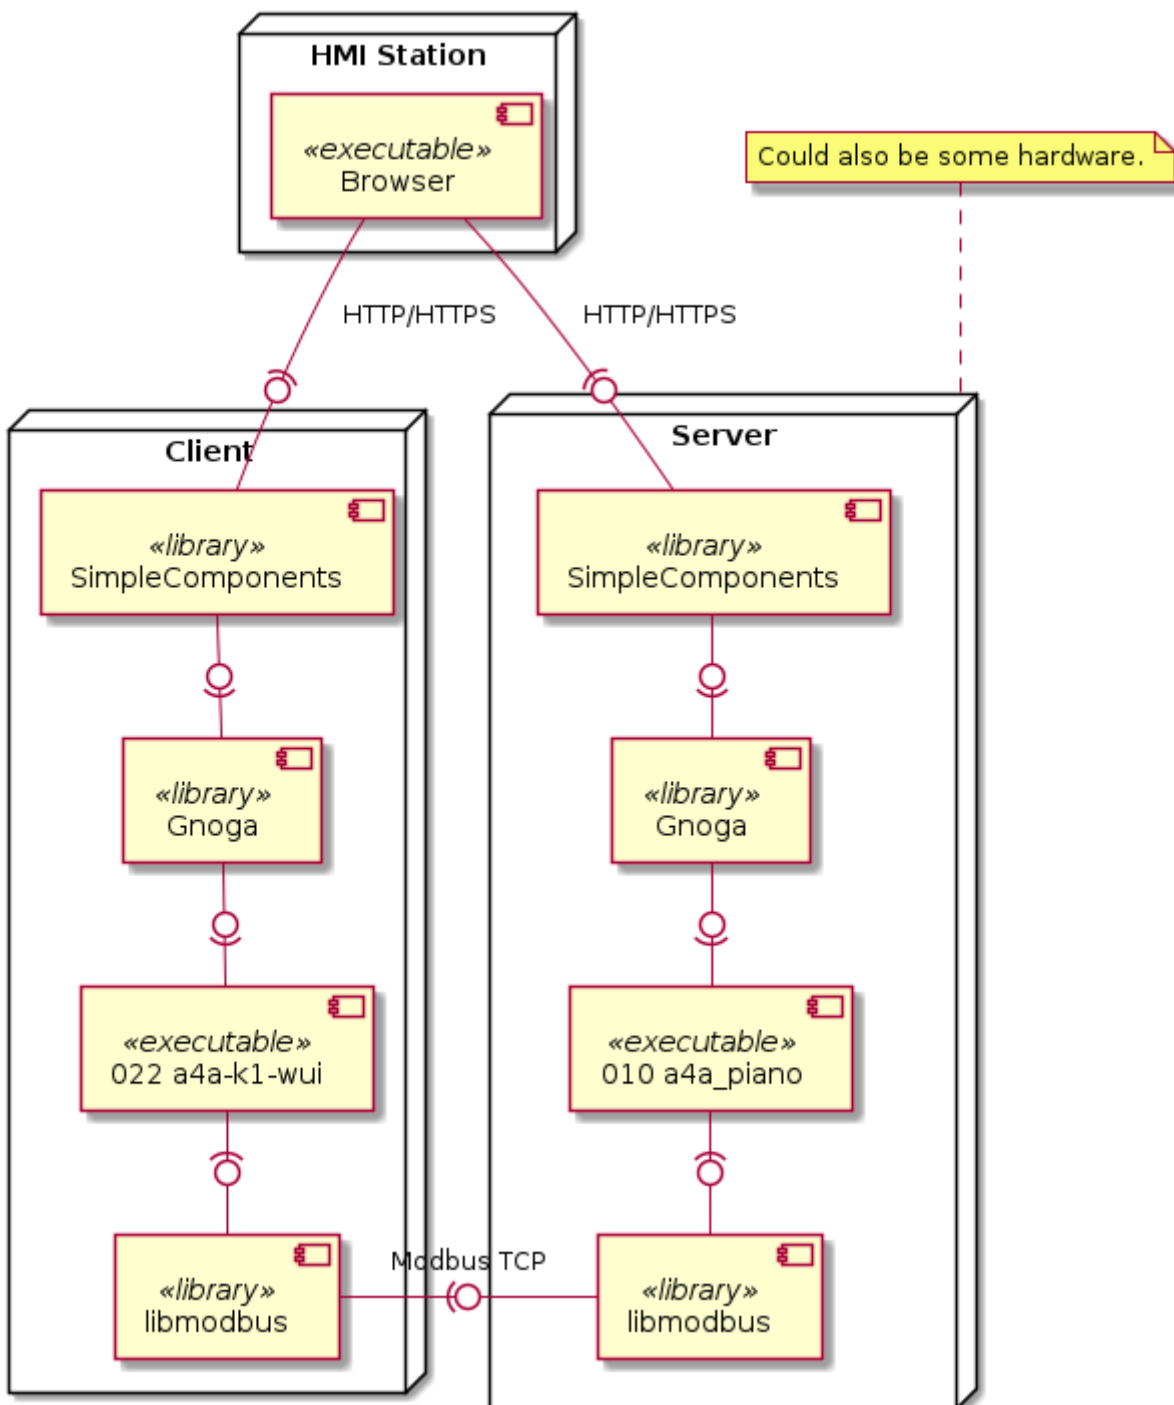 HMI Station
«executable»
Browser
Could also be some hardware.
HTTP/HTTPS
HTTP/HTTPS
Client
«library»
SimpleComponents
«library»
Gnoga
«executable»
022 a4a-k1-wui
«library»
libmodbus
Modbus TCP
Server
«library»
SimpleComponents
«library»
Gnoga
«executable»
010 a4a_piano
«library»
libmodbus